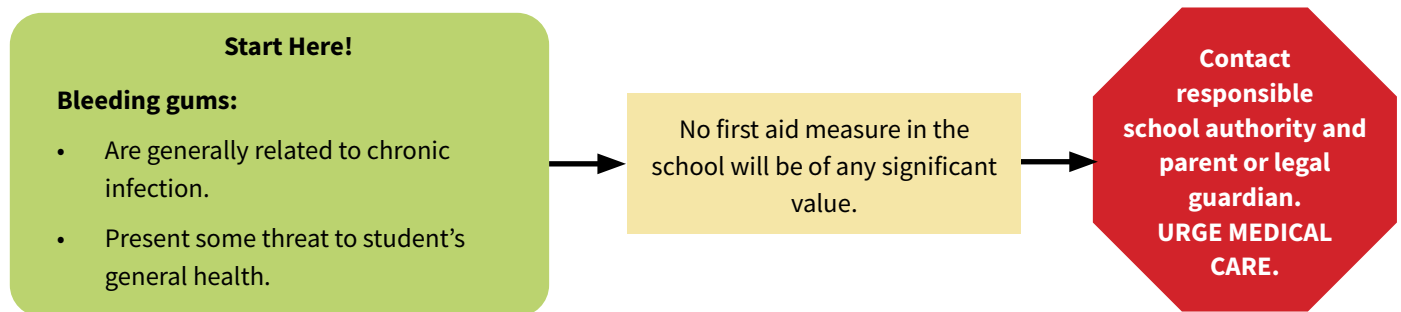 Start Here!
Bleeding gums:
• Are generally related to chronic
infection.
• Present some threat to student’s
general health.
No first aid measure in the
school will be of any significant
value.
Contact
responsible
school authority and
parent or legal
guardian.
URGE MEDICAL
CARE.